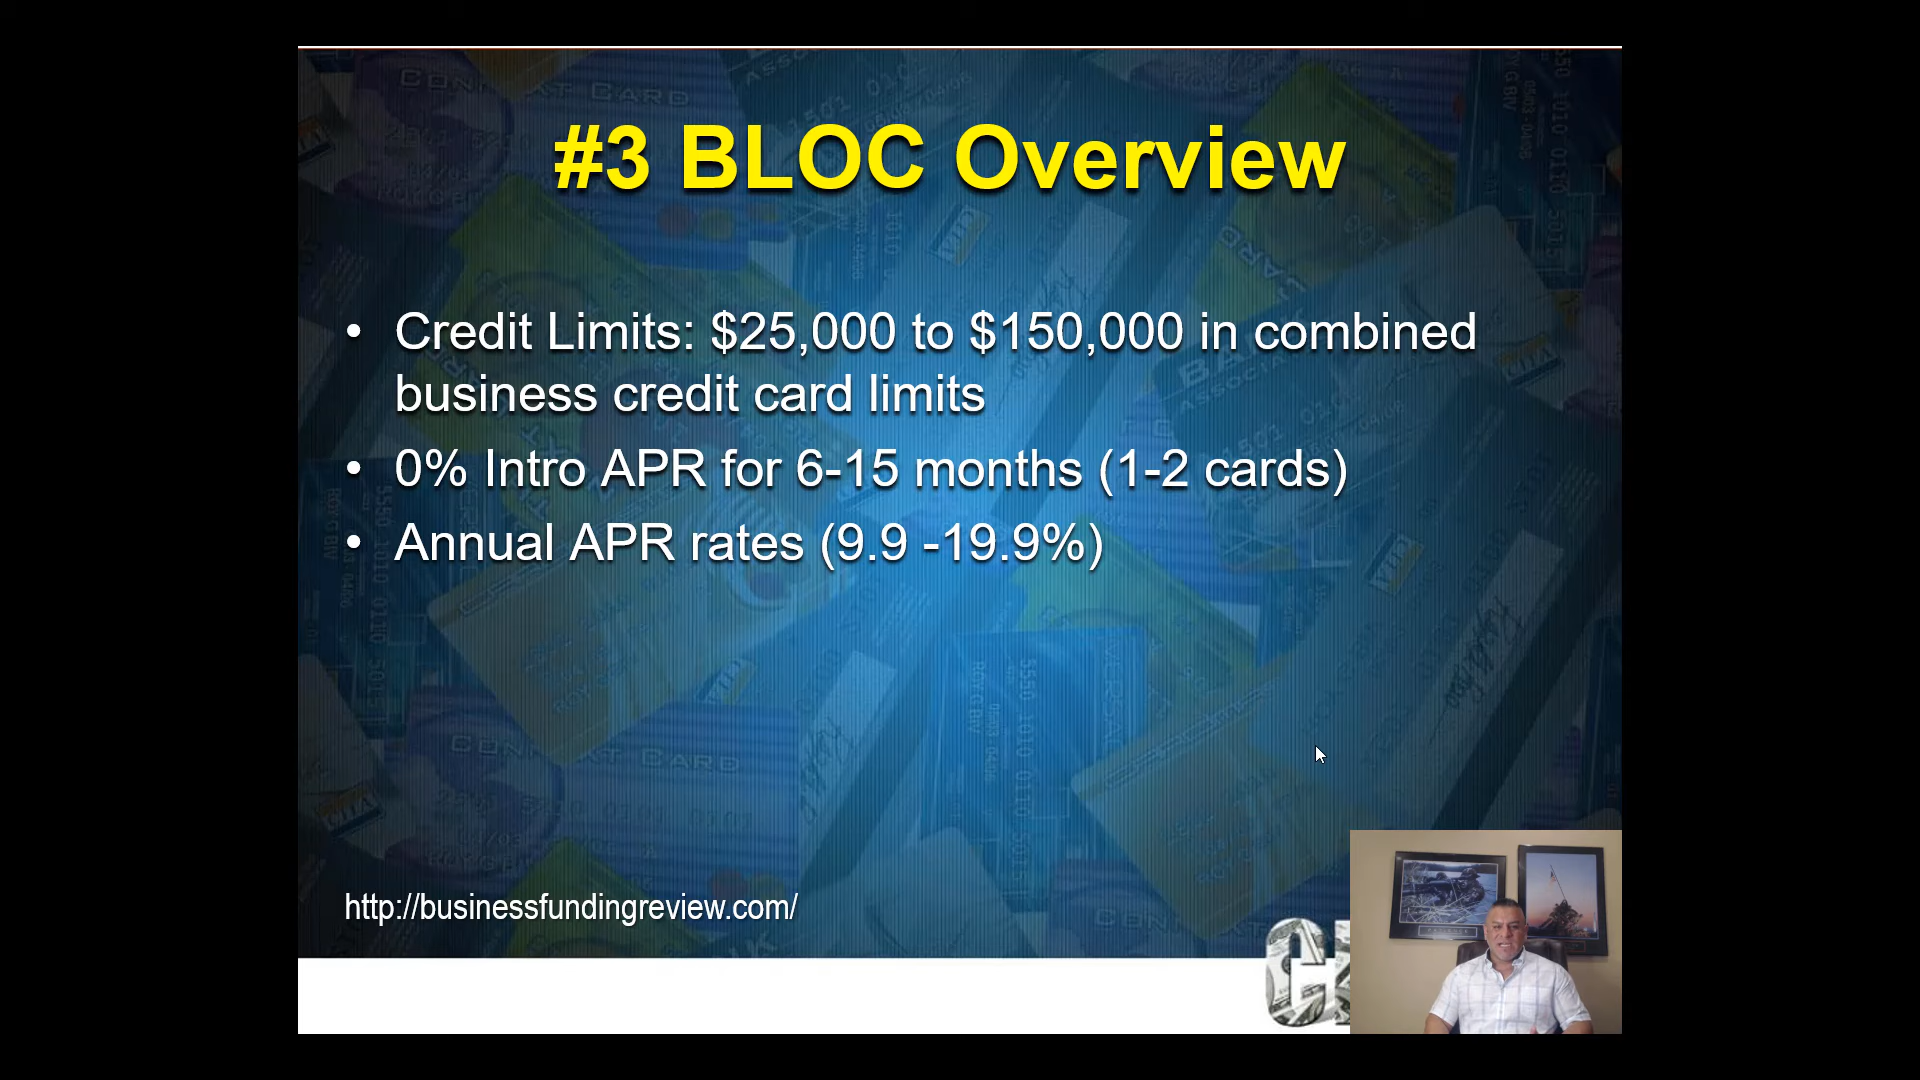 #3 BLOC Overview
• Credit Limits: $25,000 to $150,000 in combined
business credit card limits
• 0% Intro APR for 6-15 months (1-2 cards)
• Annual APR rates (9.9 -19.9%)
http://businessfundingreview.com/